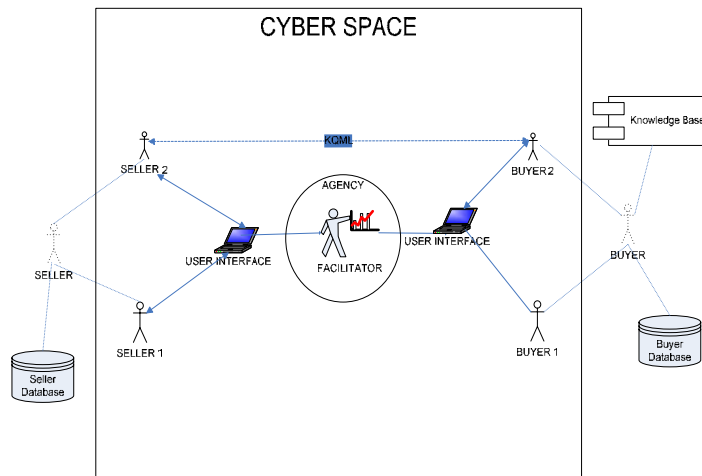 CYBER SPACE
Knowledge Base
KQML
SELLER 2
BUYER 2
AGENCY
USER INTERFACE
USER INTERFACE
FACILITATOR
SELLER
BUYER
SELLER 1
BUYER 1
Seller
Database
Buyer
Database